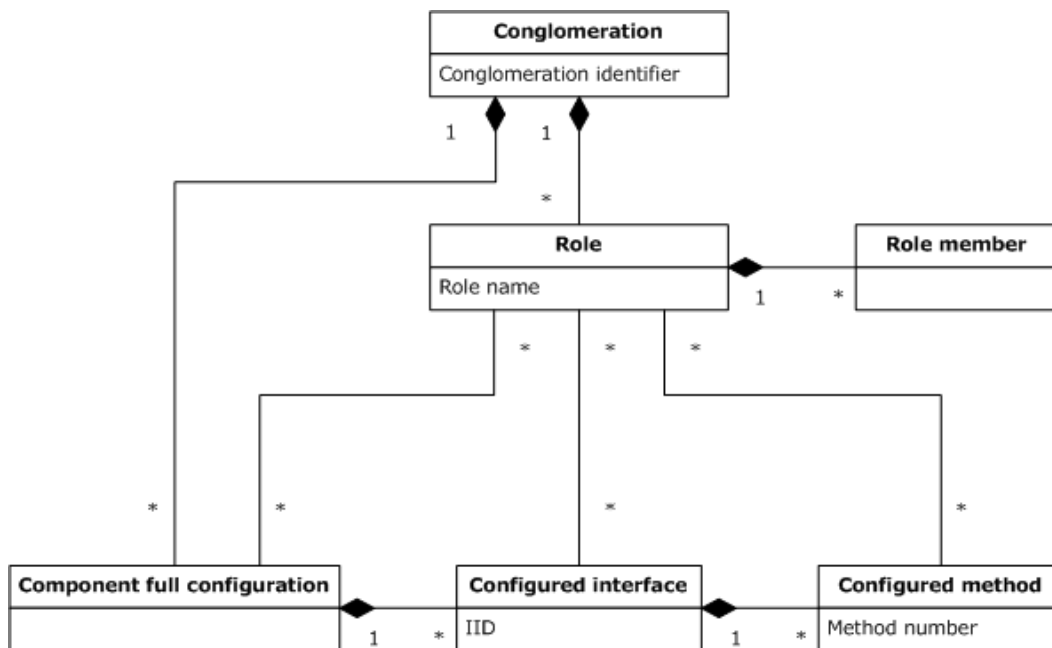 Conglomeration
Conglomeration identifier
1
1
*
Role
Role member
Role name
1
*
*
*
*
*
*
*
*
Component full configuration
Configured interface
Configured method
IID
Method number
1
*
1
*